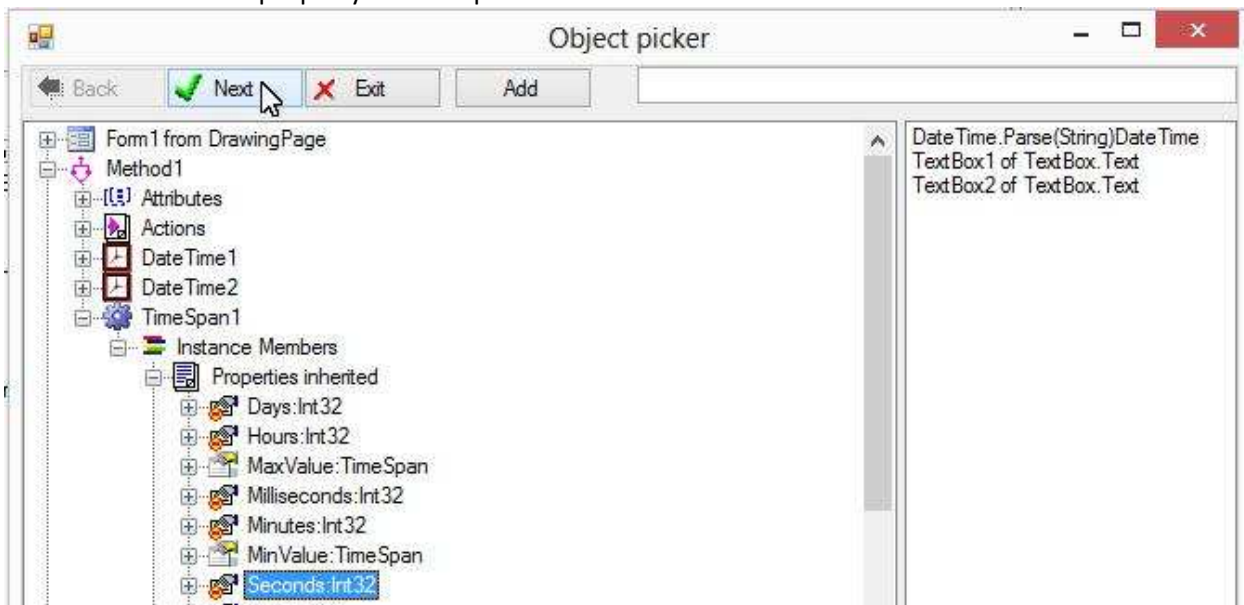 Object picker
Back Next Exit Add
Form1 from DrawingPage
Method1
Attributes
Actions
DateTime1
DateTime2
TimeSpan1
Instance Members
Properties inherited
Days:Int32
Hours:Int32
MaxValue:TimeSpan
Milliseconds:Int32
Minutes:Int32
MinValue:TimeSpan
Seconds:Int32
DateTime.Parse(String)DateTime
TextBox1 of TextBox.Text
TextBox2 of TextBox.Text